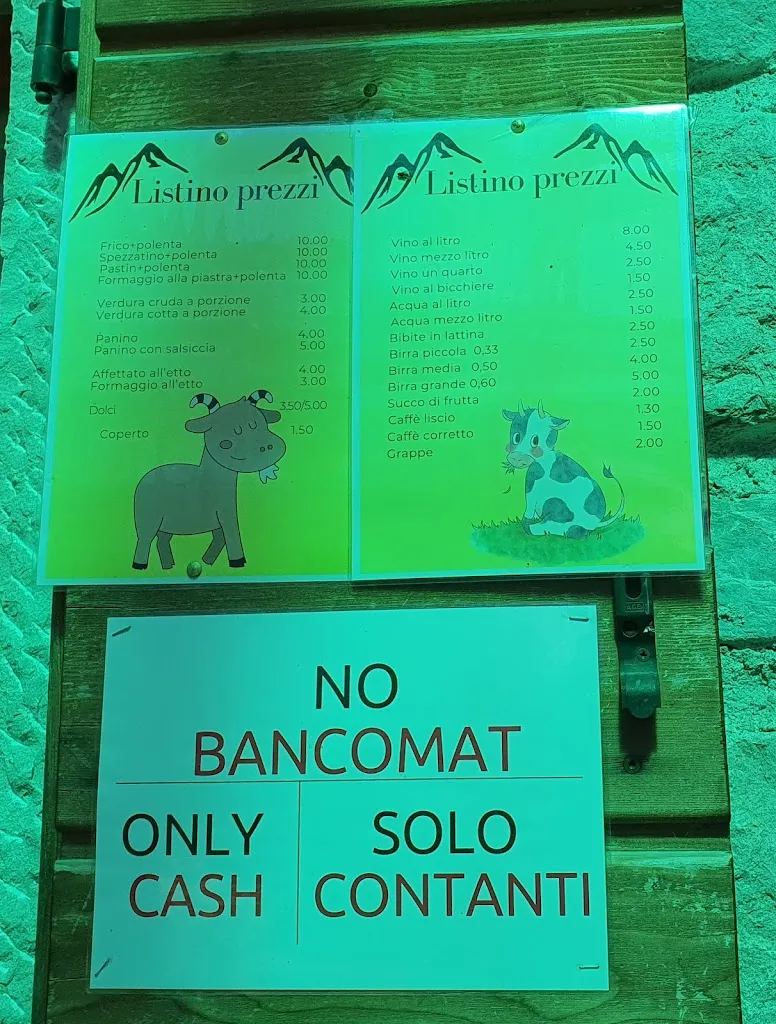 Listino prezzi
Frico+polenta 10.00
Spezzatino+polenta 10.00
Pastin+polenta 10.00
Formaggio alla piastra+polenta 10.00
Verdura cruda a porzione 3.00
Verdura cotta a porzione 4.00
Panino 4.00
Panino con salsiccia 5.00
Affettato all'etto 4.00
Formaggio all'etto 3.00
Dolci 3.50/5.00
Coperto 1.50
Listino prezzi
Vino al litro 8.00
Vino mezzo litro 4.50
Vino un quarto 2.50
Vino al bicchiere 1.50
Acqua al litro 2.50
Acqua mezzo litro 1.50
Bibite in lattina 2.50
Birra piccola 0,33 2.50
Birra media 0,50 4.00
Birra grande 0,60 5.00
Succo di frutta 2.00
Caffè liscio 1.30
Caffè corretto 1.50
Grappe 2.00
NO
BANCOMAT
ONLY
CASH
SOLO
CONTANTI